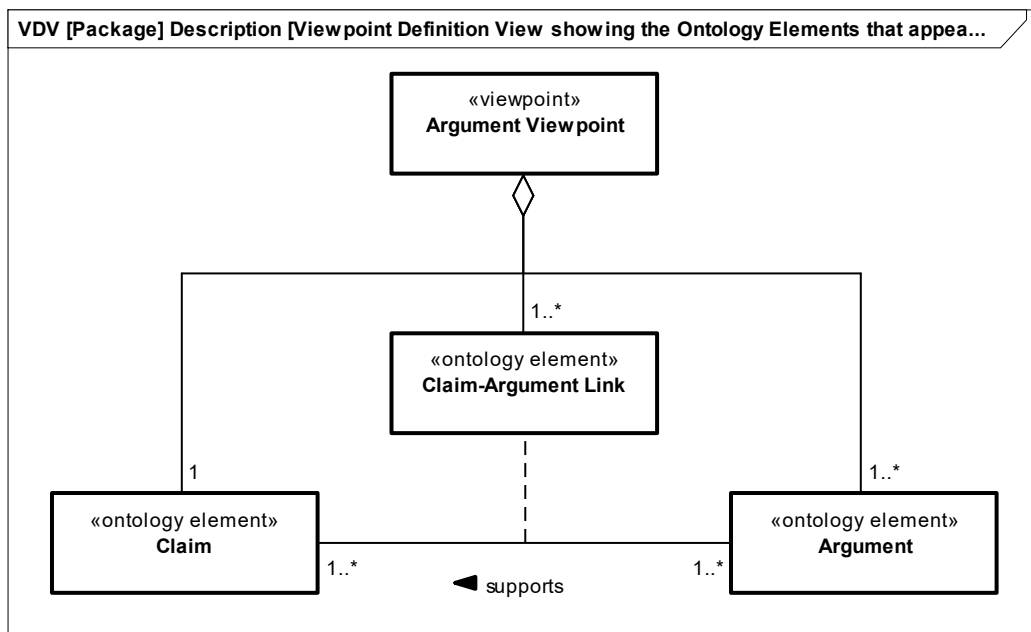 VDV [Package] Description [Viewpoint Definition View showing the Ontology Elements that appea...
«viewpoint»
Argument Viewpoint
1..*
«ontology element»
Claim-Argument Link
1
1..*
«ontology element»
Claim
«ontology element»
Argument
1..*
1..*
supports